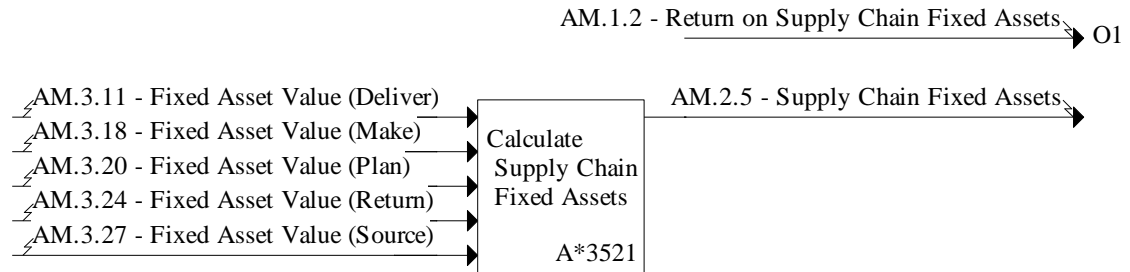 AM.1.2 - Return on Supply Chain Fixed Assets
O1
AM.3.11 - Fixed Asset Value (Deliver)
AM.2.5 - Supply Chain Fixed Assets
AM.3.18 - Fixed Asset Value (Make)
AM.3.20 - Fixed Asset Value (Plan)
AM.3.24 - Fixed Asset Value (Return)
AM.3.27 - Fixed Asset Value (Source)
Calculate
Supply Chain
Fixed Assets
A*3521